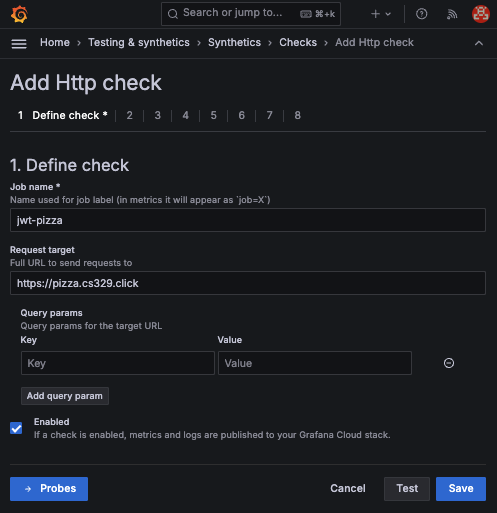 Search or jump to...
⌘+k
Home > Testing & synthetics > Synthetics > Checks > Add Http check
Add Http check
1 Define check * 2 3 4 5 6 7 8
1. Define check
Job name *
Name used for job label (in metrics it will appear as `job=X`)
jwt-pizza
Request target
Full URL to send requests to
https://pizza.cs329.click
Query params
Query params for the target URL
Key Value
Key Value
Add query param
Enabled
If a check is enabled, metrics and logs are published to your Grafana Cloud stack.
→ Probes Cancel Test Save